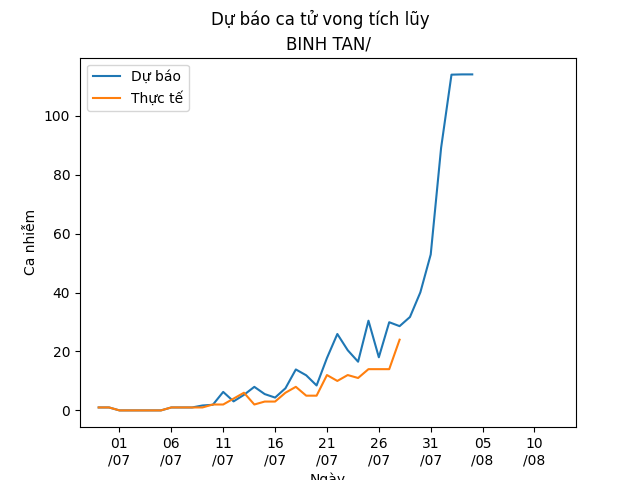 Dự báo ca tử vong tích lũy
BINH TAN/
Dự báo
Thực tế
Ca nhiễm
100
80
60
40
20
0
01 06 11 16 21 26 31 05 10
/07 /07 /07 /07 /07 /07 /07 /08 /08
Ngày